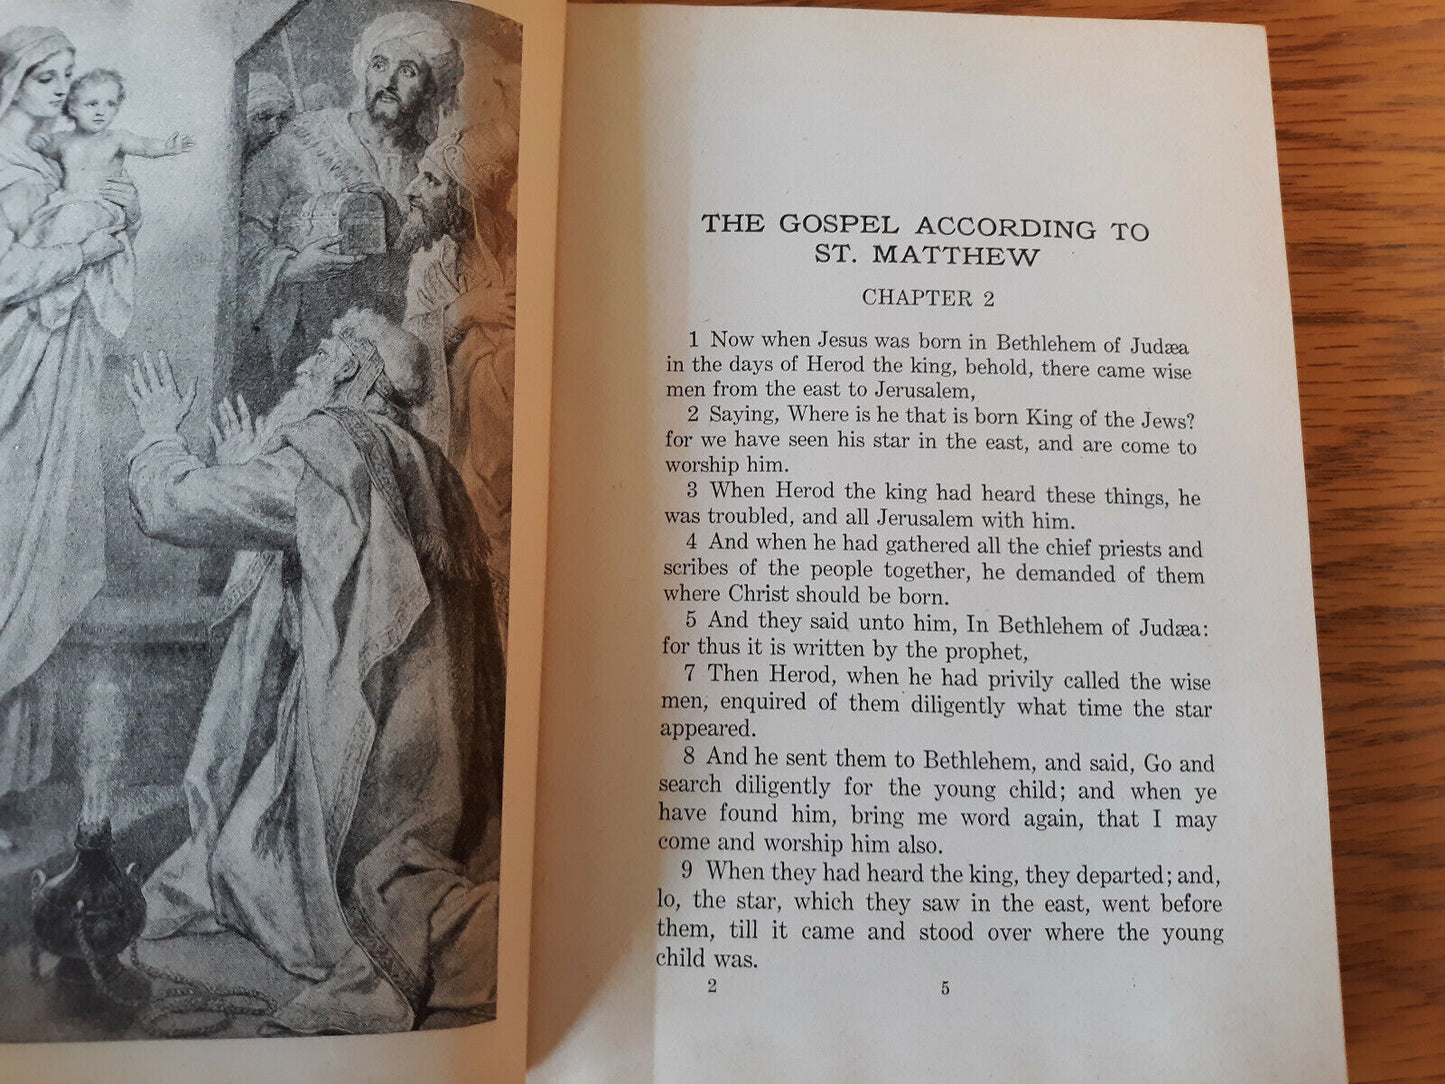 THE GOSPEL ACCORDING TO
ST. MATTHEW
CHAPTER 2
1 Now when Jesus was born in Bethlehem of Judæa
in the days of Herod the king, behold, there came wise
men from the east to Jerusalem,
2 Saying, Where is he that is born King of the Jews?
for we have seen his star in the east, and are come to
worship him.
3 When Herod the king had heard these things, he
was troubled, and all Jerusalem with him.
4 And when he had gathered all the chief priests and
scribes of the people together, he demanded of them
where Christ should be born.
5 And they said unto him, In Bethlehem of Judæa:
for thus it is written by the prophet,
7 Then Herod, when he had privily called the wise
men, enquired of them diligently what time the star
appeared.
8 And he sent them to Bethlehem, and said, Go and
search diligently for the young child; and when ye
have found him, bring me word again, that I may
come and worship him also.
9 When they had heard the king, they departed; and,
lo, the star, which they saw in the east, went before
them, till it came and stood over where the young
child was.
2 5